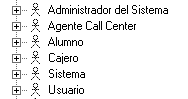 Administrador del Sistema
Agente Call Center
Alumno
Cajero
Sistema
Usuario